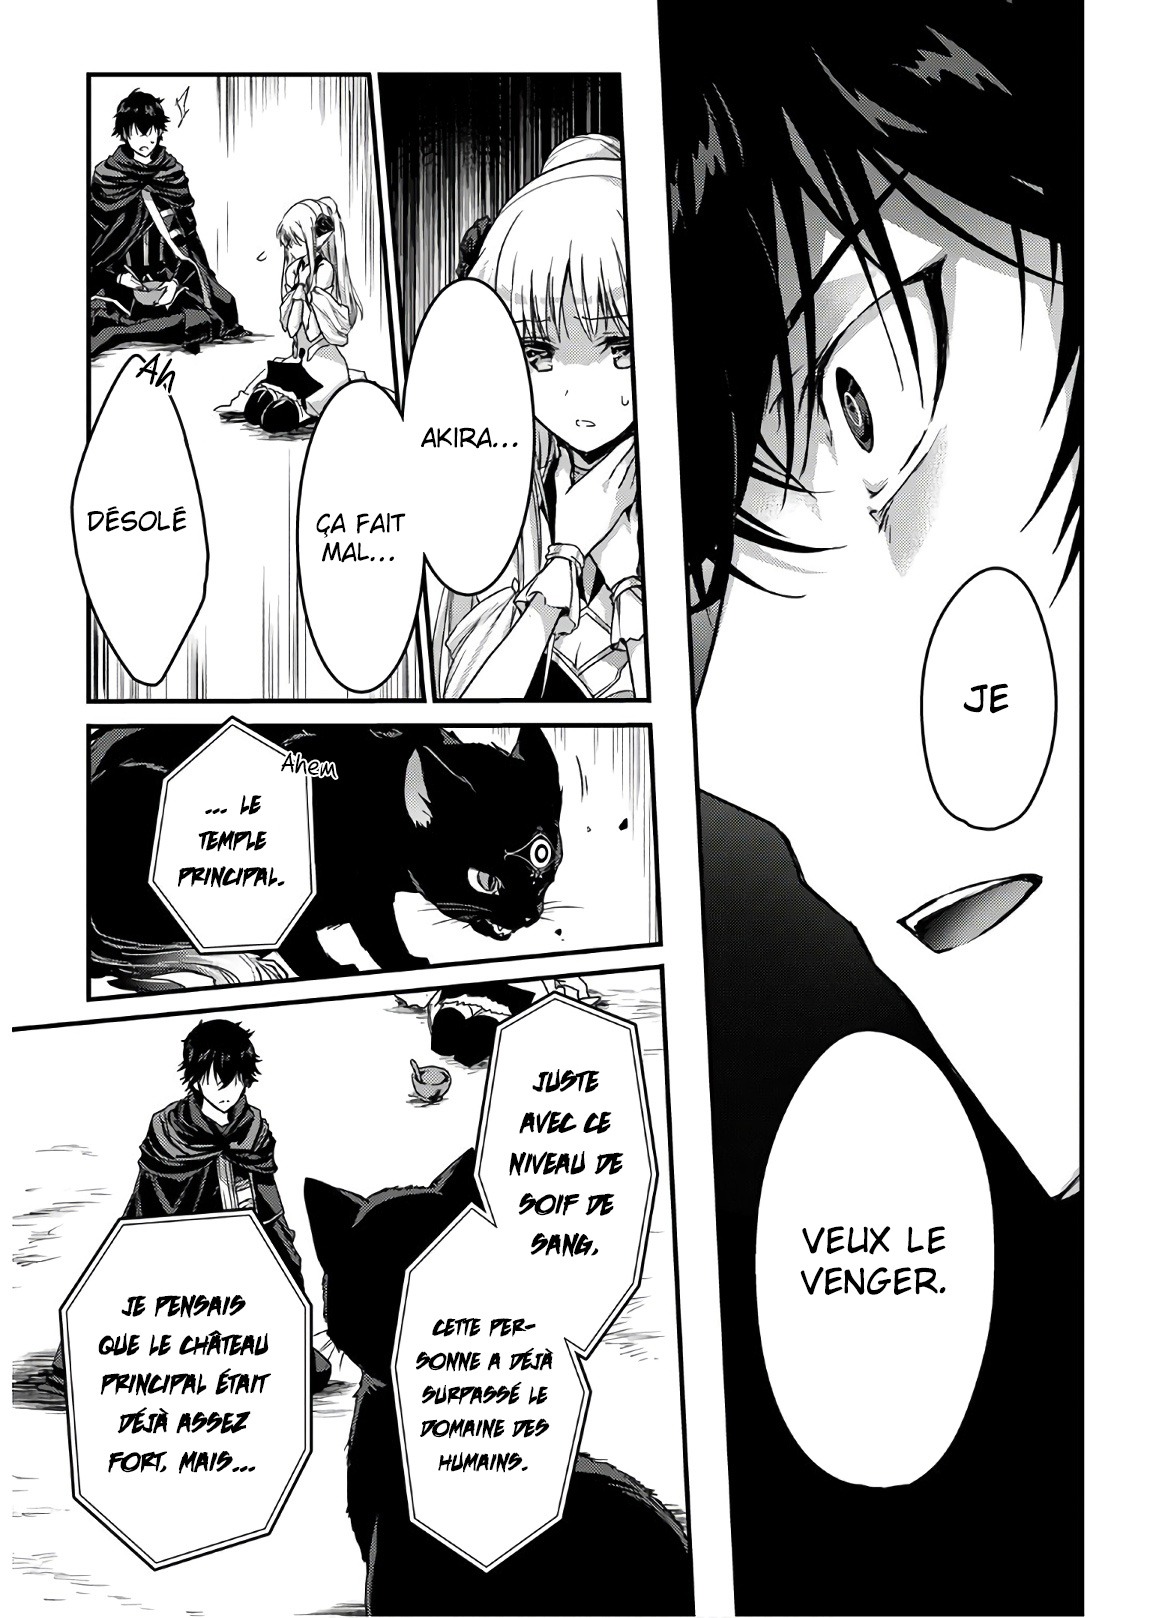 JE
VEUX LE
VENGER.
AKIRA...
ÇA FAIT
MAL...
Ah
DÉSOLÉ
Ahem
... LE
TEMPLE
PRINCIPAL.
JUSTE
AVEC CE
NIVEAU DE
SOIF DE
SANG,
CETTE PER-
SONNE A DÉJÀ
SURPASSÉ LE
DOMAINE DES
HUMAINS.
JE PENSAIS
QUE LE CHÂTEAU
PRINCIPAL ÉTAIT
DÉJÀ ASSEZ
FORT, MAIS...